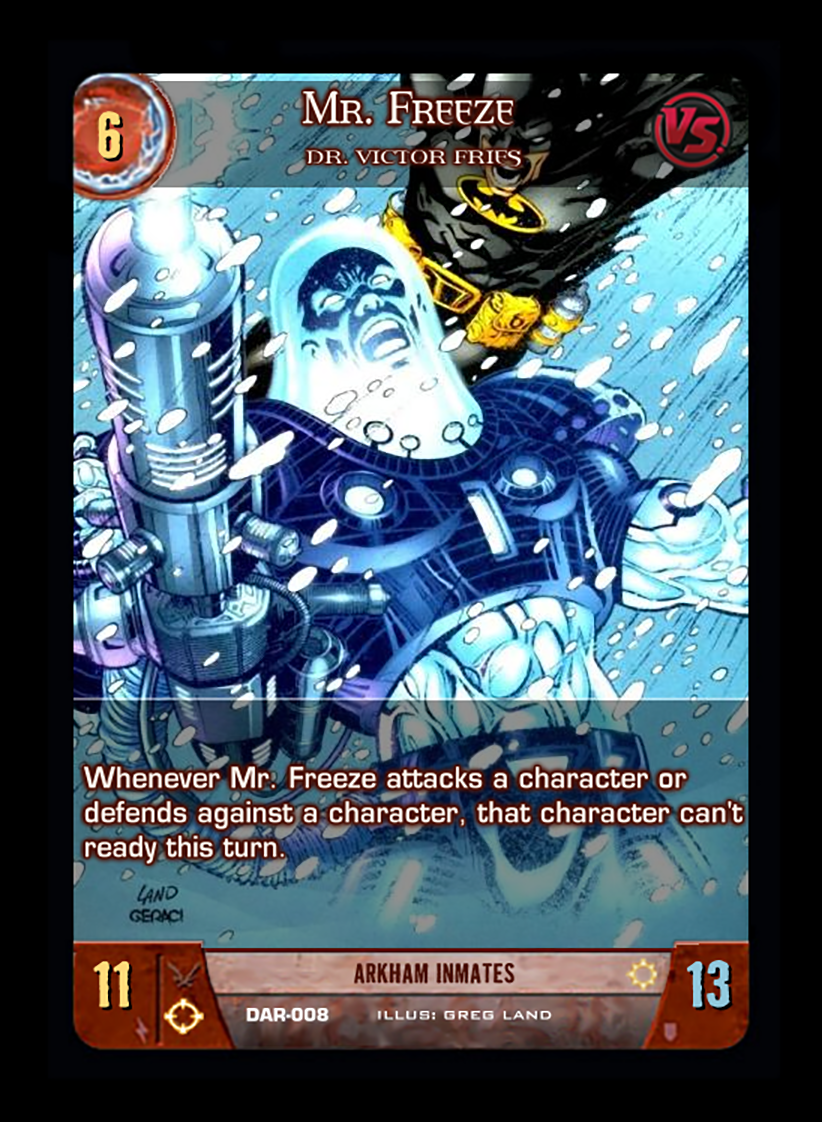 6
MR. FREEZE
VS.
DR. VICTOR FRIES
Whenever Mr. Freeze attacks a character or
defends against a character, that character can't
ready this turn.
LAND
GERACI
11
ARKHAM INMATES
13
DAR-008
ILLUS: GREG LAND